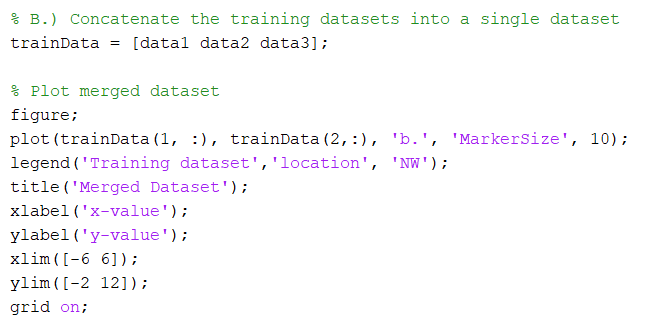 % B.) Concatenate the training datasets into a single dataset
trainData = [data1 data2 data3];
% Plot merged dataset
figure;
plot(trainData(1, :), trainData(2,:), 'b.', 'MarkerSize', 10);
legend('Training dataset','location', 'NW');
title('Merged Dataset');
xlabel('x-value');
ylabel('y-value');
xlim([-6 6]);
ylim([-2 12]);
grid on;